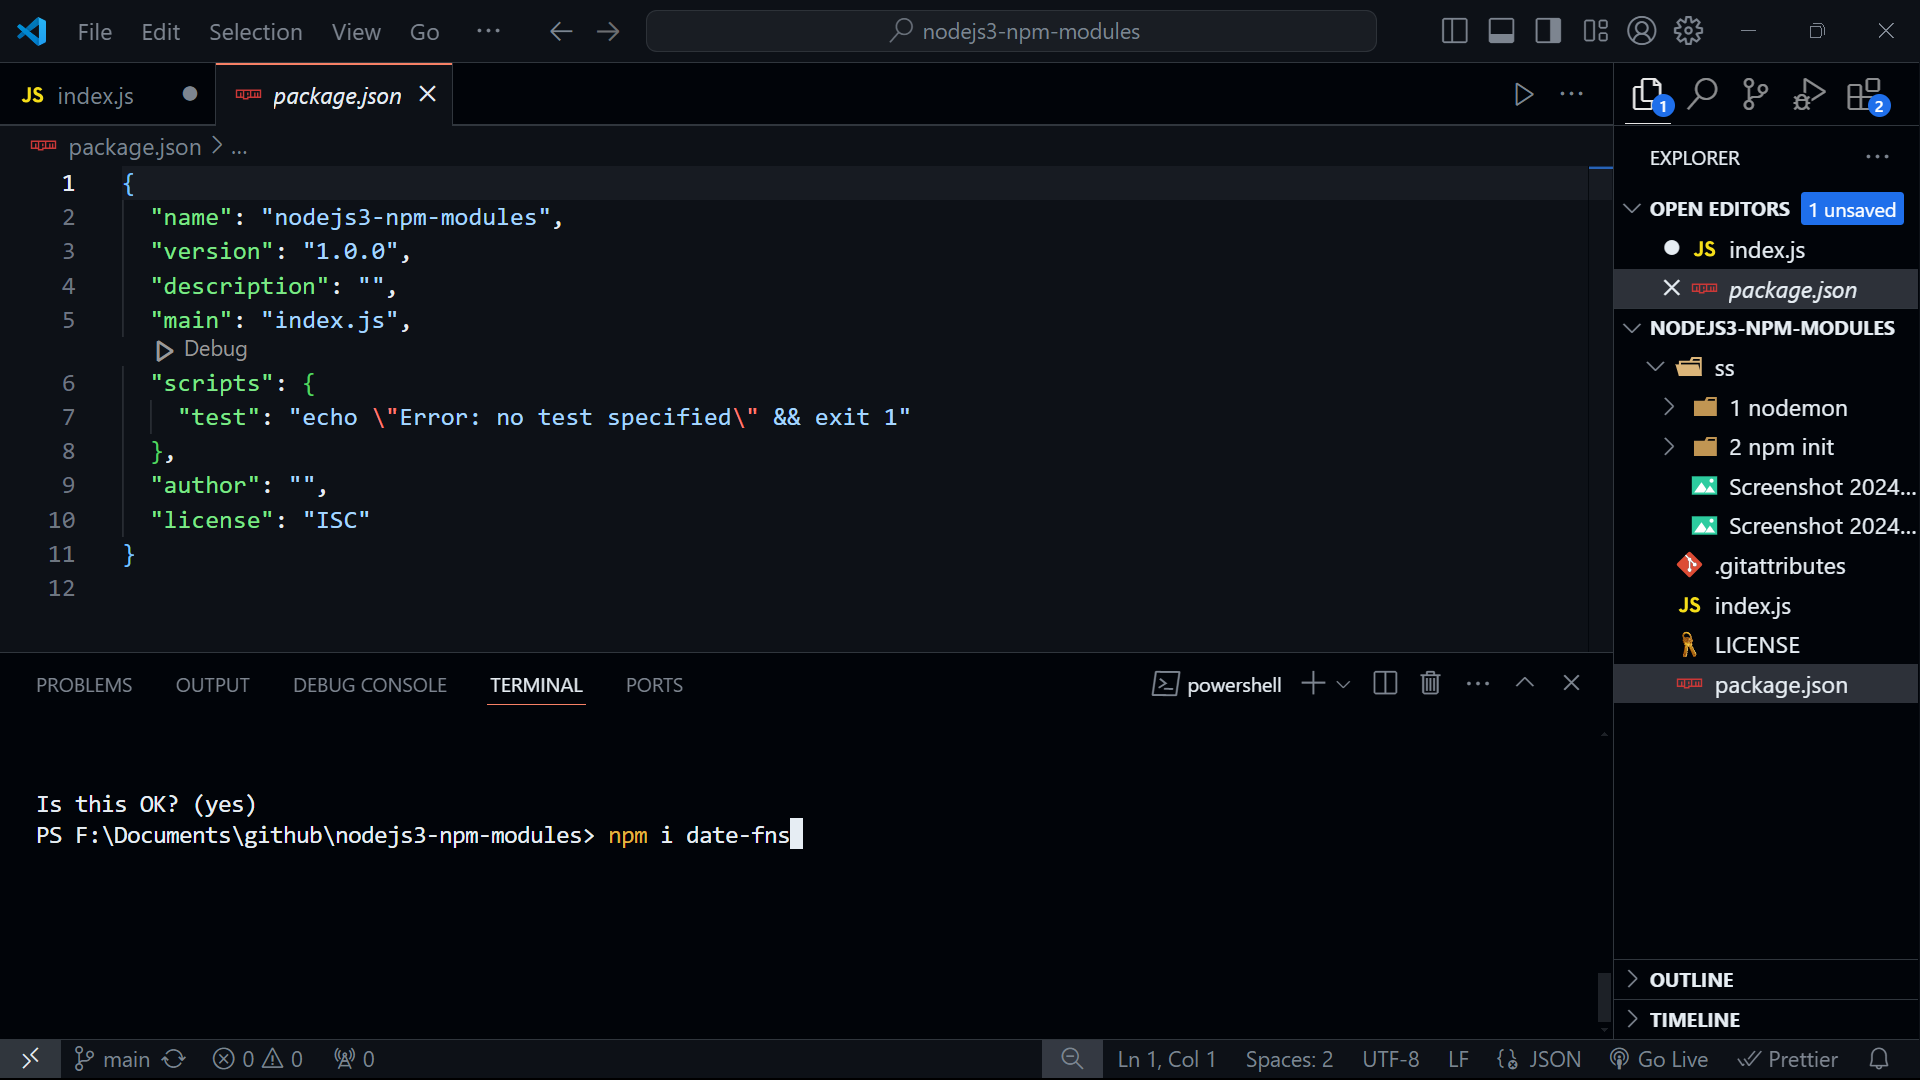 File Edit Selection View Go ··· nodejs3-npm-modules
JS index.js package.json
package.json > ...
1 {
2 "name": "nodejs3-npm-modules",
3 "version": "1.0.0",
4 "description": "",
5 "main": "index.js",
Debug
6 "scripts": {
7 "test": "echo \"Error: no test specified\" && exit 1"
8 },
9 "author": "",
10 "license": "ISC"
11 }
12
PROBLEMS OUTPUT DEBUG CONSOLE TERMINAL PORTS powershell
Is this OK? (yes)
PS F:\Documents\github\nodejs3-npm-modules> npm i date-fns
1 2
EXPLORER
OPEN EDITORS 1 unsaved
JS index.js
package.json
NODEJS3-NPM-MODULES
ss
1 nodemon
2 npm init
Screenshot 2024...
Screenshot 2024...
.gitattributes
JS index.js
LICENSE
package.json
OUTLINE
TIMELINE
main 0 0 0 Ln 1, Col 1 Spaces: 2 UTF-8 LF JSON Go Live Prettier